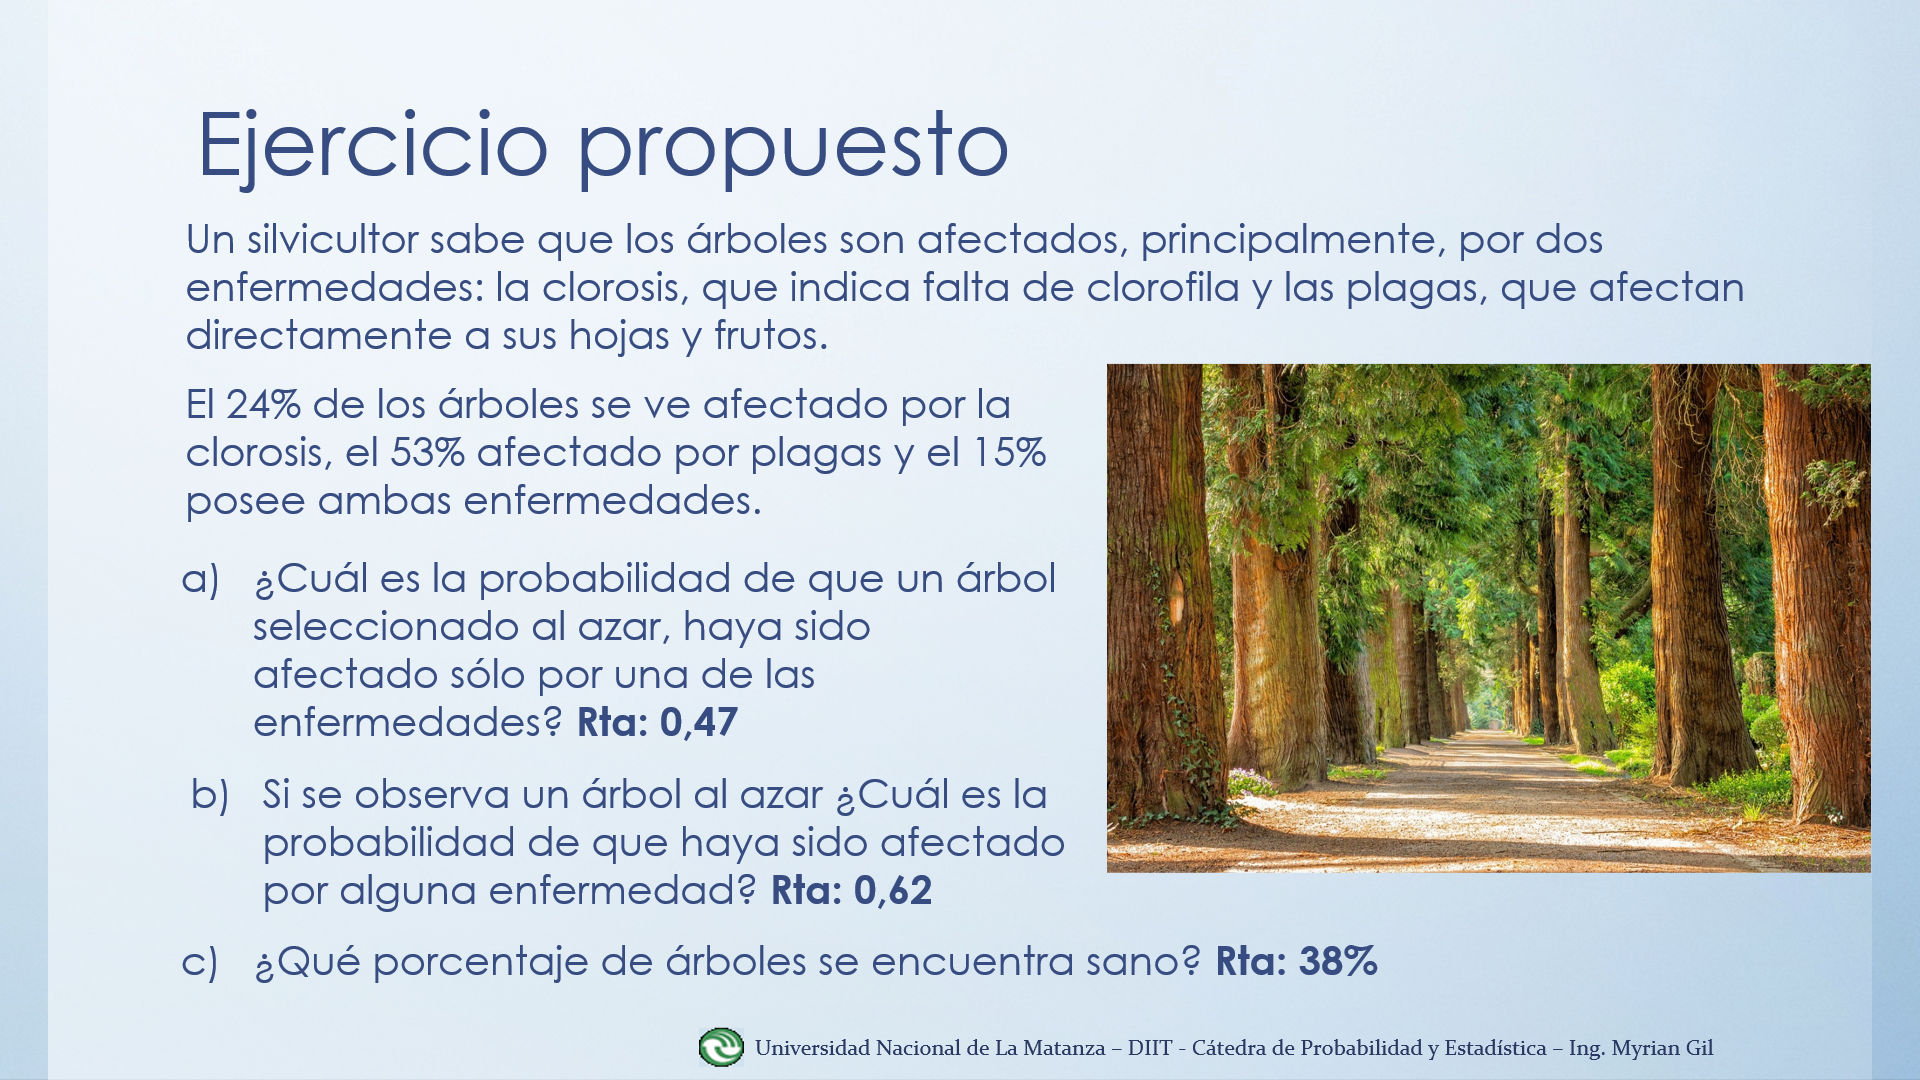 Ejercicio propuesto
Un silvicultor sabe que los árboles son afectados, principalmente, por dos
enfermedades: la clorosis, que indica falta de clorofila y las plagas, que afectan
directamente a sus hojas y frutos.
El 24% de los árboles se ve afectado por la
clorosis, el 53% afectado por plagas y el 15%
posee ambas enfermedades.
a) ¿Cuál es la probabilidad de que un árbol
seleccionado al azar, haya sido
afectado sólo por una de las
enfermedades? Rta: 0,47
b) Si se observa un árbol al azar ¿Cuál es la
probabilidad de que haya sido afectado
por alguna enfermedad? Rta: 0,62
c) ¿Qué porcentaje de árboles se encuentra sano? Rta: 38%
Universidad Nacional de La Matanza – DIIT - Cátedra de Probabilidad y Estadística – Ing. Myrian Gil